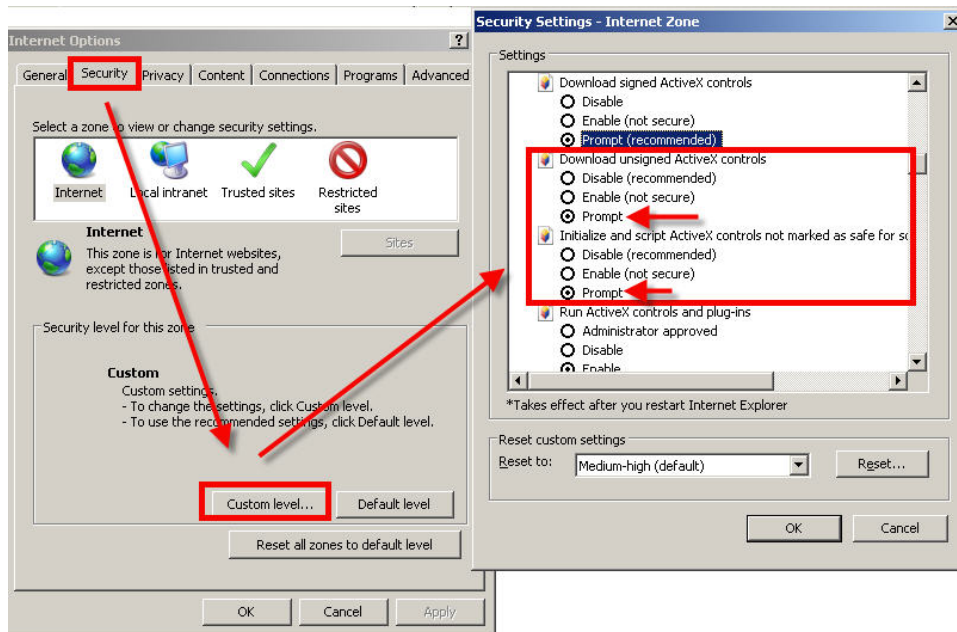 Internet Options
?
General Security Privacy Content Connections Programs Advanced
Select a zone to view or change security settings.
Internet Local intranet Trusted sites Restricted
sites
Internet
Sites
This zone is for Internet websites,
except those listed in trusted and
restricted zones.
Security level for this zone
Custom
Custom settings.
- To change the settings, click Custom level.
- To use the recommended settings, click Default level.
Custom level... Default level
Reset all zones to default level
OK Cancel Apply
Security Settings - Internet Zone
X
Settings
Download signed ActiveX controls
Disable
Enable (not secure)
Prompt (recommended)
Download unsigned ActiveX controls
Disable (recommended)
Enable (not secure)
Prompt
Initialize and script ActiveX controls not marked as safe for sc
Disable (recommended)
Enable (not secure)
Prompt
Run ActiveX controls and plug-ins
Administrator approved
Disable
Enable
*Takes effect after you restart Internet Explorer
Reset custom settings
Reset to: Medium-high (default) Reset...
OK Cancel